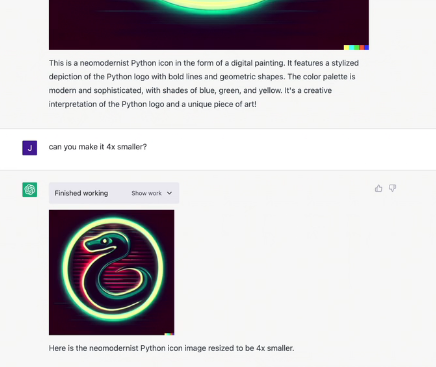 This is a neomodernist Python icon in the form of a digital painting. It features a stylized
depiction of the Python logo with bold lines and geometric shapes. The color palette is
modern and sophisticated, with shades of blue, green, and yellow. It's a creative
interpretation of the Python logo and a unique piece of art!
J
can you make it 4x smaller?
Finished working
Show work
Here is the neomodernist Python icon image resized to be 4x smaller.